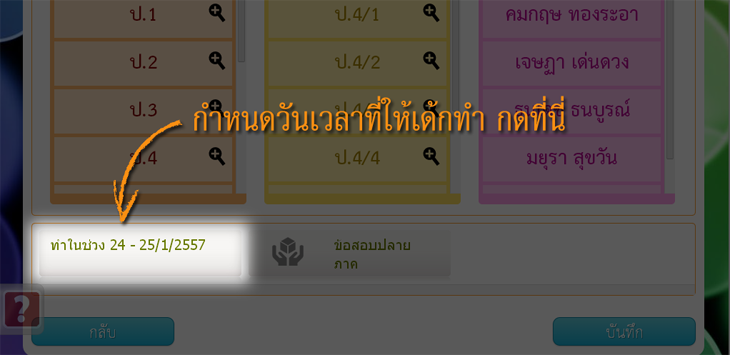 ป.1
ป.4/1
คมกฤษ ทองระอา
ป.2
ป.4/2
เจษฎา เด่นดวง
กำหนดวันเวลาที่ให้เด็กทำ กดที่นี่
ป.3
ธนบูรณ์
ป.4
ป.4/4
มยุรา สุขวัน
ทำในช่วง 24 - 25/1/2557
ข้อสอบปลาย
ภาค
?
กลับ
บันทึก